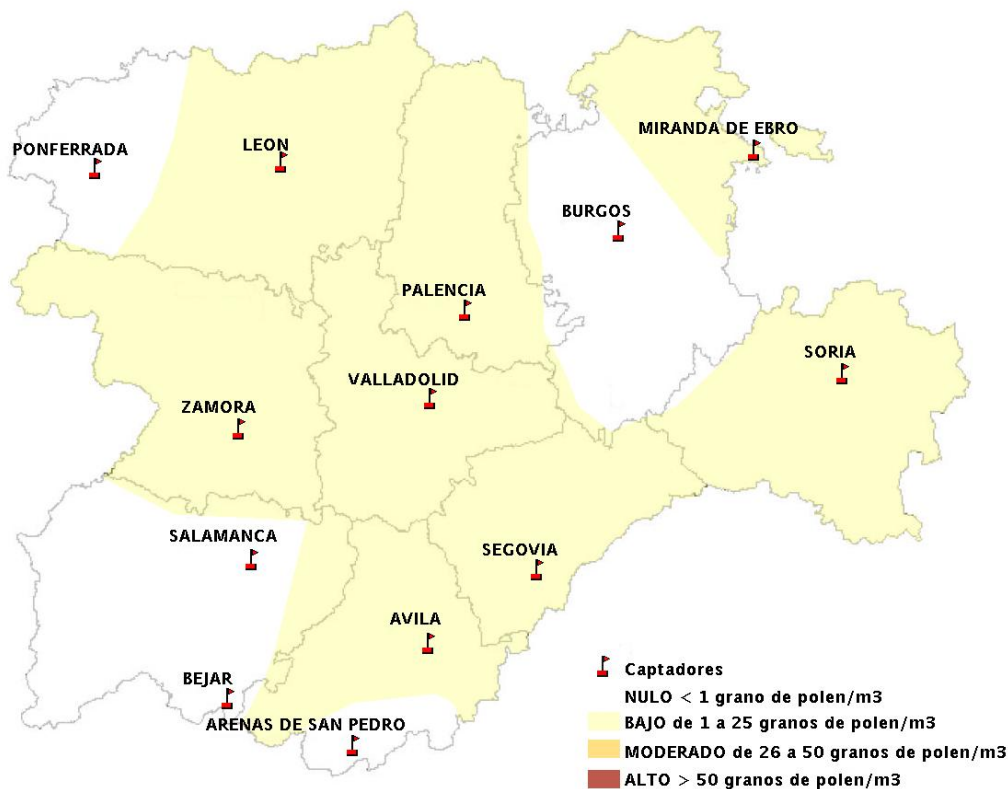 MIRANDA DE EBRO
PONFERRADA
LEON
BURGOS
PALENCIA
SORIA
VALLADOLID
ZAMORA
SALAMANCA
SEGOVIA
AVILA
BEJAR
ARENAS DE SAN PEDRO
Captadores
NULO < 1 grano de polen/m3
BAJO de 1 a 25 granos de polen/m3
MODERADO de 26 a 50 granos de polen/m3
ALTO > 50 granos de polen/m3